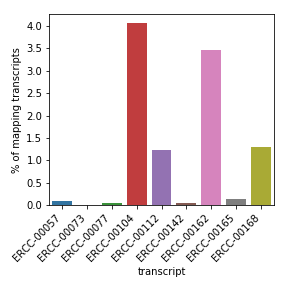 % of mapping transcripts
4.0
3.5
3.0
2.5
2.0
1.5
1.0
0.5
0.0
ERCC-00057
ERCC-00073
ERCC-00077
ERCC-00104
ERCC-00112
ERCC-00142
ERCC-00162
ERCC-00165
ERCC-00168
transcript